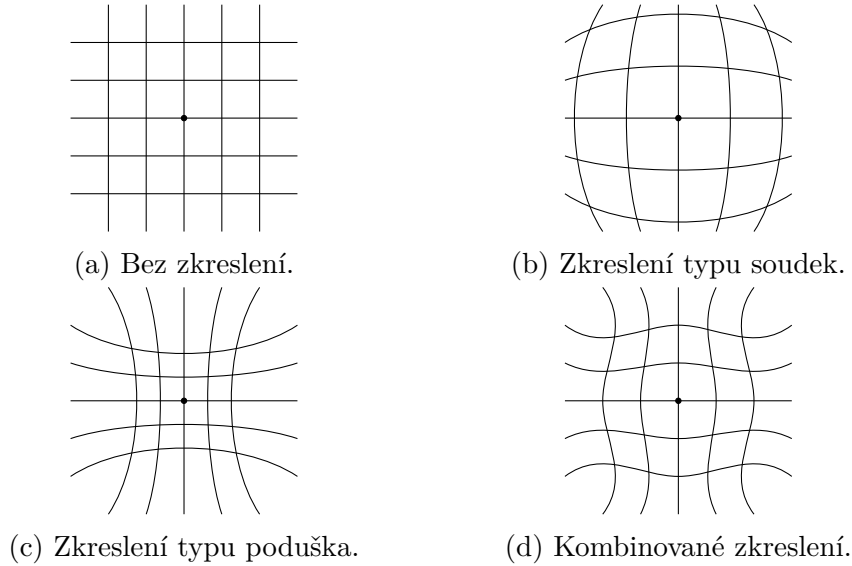 (a) Bez zkreslení.
(b) Zkreslení typu soudek.
(c) Zkreslení typu poduška.
(d) Kombinované zkreslení.